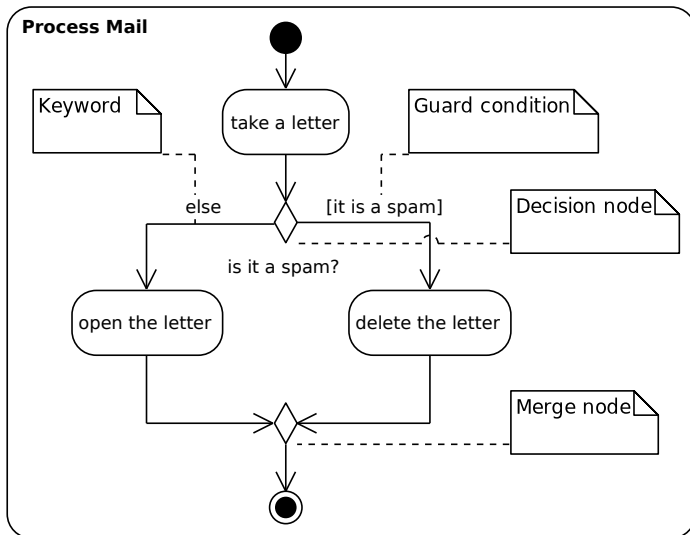 Process Mail
Keyword
take a letter
Guard condition
else
[it is a spam]
Decision node
is it a spam?
open the letter
delete the letter
Merge node